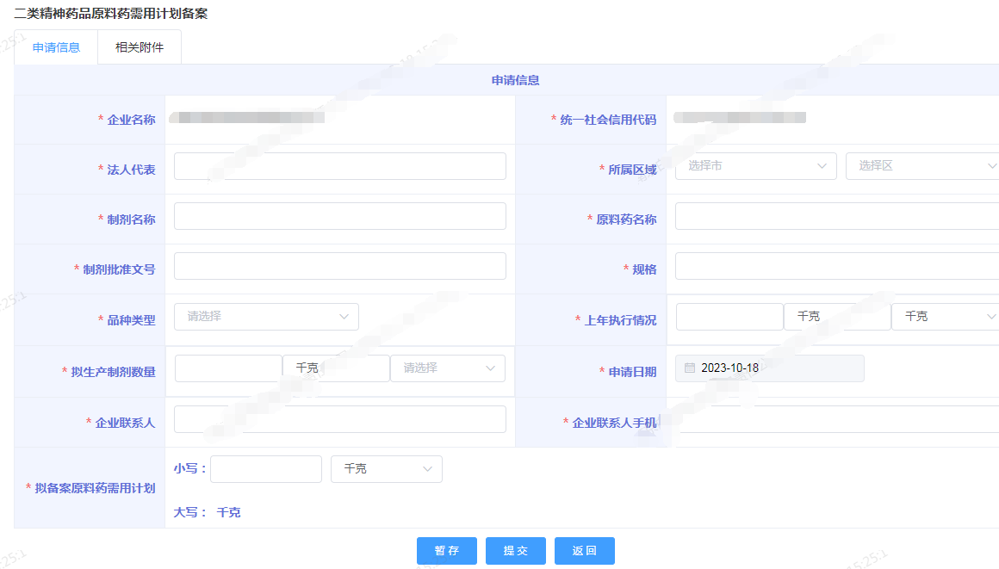 二类精神药品原料药需用计划备案
申请信息 相关附件
申请信息
* 企业名称 * 统一社会信用代码
* 法人代表 * 所属区域 选择市 选择区
* 制剂名称 * 原料药名称
* 制剂批准文号 * 规格
* 品种类型 请选择 * 上年执行情况 千克 千克
* 拟生产制剂数量 千克 请选择 * 申请日期 2023-10-18
* 企业联系人 * 企业联系人手机
* 拟备案原料药需用计划 小写： 千克
大写： 千克
暂存 提交 返回